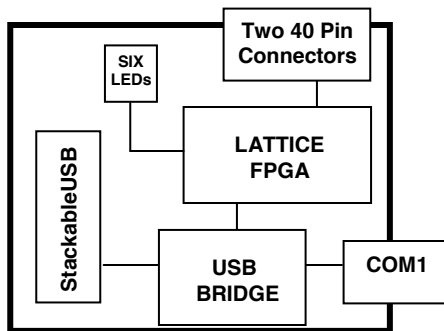 Two 40 Pin
Connectors
SIX
LEDs
LATTICE
FPGA
StackableUSB
USB
BRIDGE
COM1